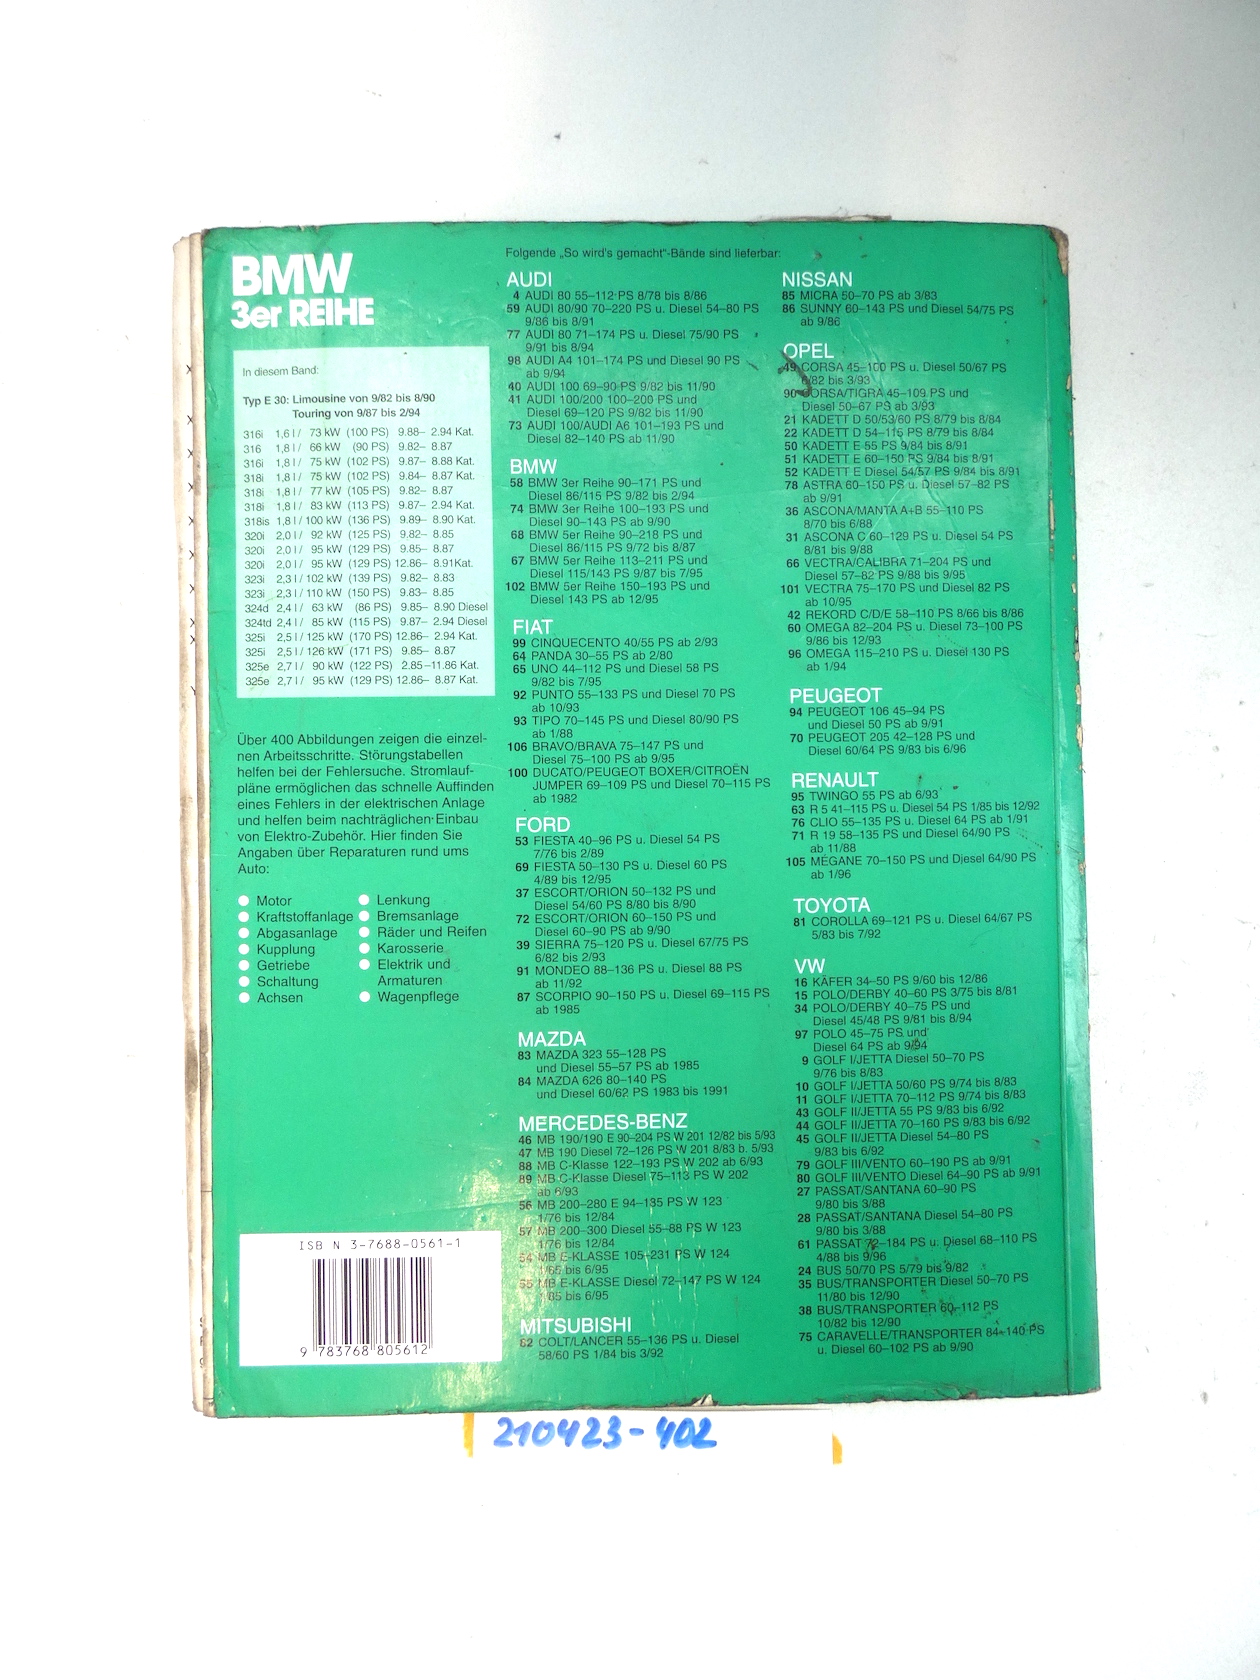 BMW
3er REIHE
In diesem Band:
Typ E 30: Limousine von 9/82 bis 8/90
Touring von 9/87 bis 2/94
316i 1,6 l / 73 kW (100 PS) 9.88– 2.94 Kat.
316 1,8 l / 66 kW (90 PS) 9.82– 8.87
316i 1,8 l / 75 kW (102 PS) 9.87– 8.88 Kat.
318i 1,8 l / 75 kW (102 PS) 9.84– 8.87 Kat.
318i 1,8 l / 77 kW (105 PS) 9.82– 8.87
318i 1,8 l / 83 kW (113 PS) 9.87– 2.94 Kat.
318is 1,8 l / 100 kW (136 PS) 9.89– 8.90 Kat.
320i 2,0 l / 92 kW (125 PS) 9.82– 8.85
320i 2,0 l / 95 kW (129 PS) 9.85– 8.87
320i 2,0 l / 95 kW (129 PS) 12.86– 8.91Kat.
323i 2,3 l / 102 kW (139 PS) 9.82– 8.83
323i 2,3 l / 110 kW (150 PS) 9.83– 8.85
324d 2,4 l / 63 kW (86 PS) 9.85– 8.90 Diesel
324td 2,4 l / 85 kW (115 PS) 9.87– 2.94 Diesel
325i 2,5 l / 125 kW (170 PS) 12.86– 2.94 Kat.
325i 2,5 l / 126 kW (171 PS) 9.85– 8.87
325e 2,7 l / 90 kW (122 PS) 2.85–11.86 Kat.
325e 2,7 l / 95 kW (129 PS) 12.86– 8.87 Kat.
Über 400 Abbildungen zeigen die einzel-
nen Arbeitsschritte. Störungstabellen
helfen bei der Fehlersuche. Stromlauf-
pläne ermöglichen das schnelle Auffinden
eines Fehlers in der elektrischen Anlage
und helfen beim nachträglichen Einbau
von Elektro-Zubehör. Hier finden Sie
Angaben über Reparaturen rund ums
Auto:
● Motor
● Kraftstoffanlage
● Abgasanlage
● Kupplung
● Getriebe
● Schaltung
● Achsen
● Lenkung
● Bremsanlage
● Räder und Reifen
● Karosserie
● Elektrik und
Armaturen
● Wagenpflege
ISB N 3-7688-0561-1
9 783768 805612
Folgende „So wird's gemacht"-Bände sind lieferbar:
AUDI
4 AUDI 80 55–112 PS 8/78 bis 8/86
59 AUDI 80/90 70–220 PS u. Diesel 54–80 PS
9/86 bis 8/91
77 AUDI 80 71–174 PS u. Diesel 75/90 PS
9/91 bis 8/94
98 AUDI A4 101–174 PS und Diesel 90 PS
ab 9/94
40 AUDI 100 69–90 PS 9/82 bis 11/90
41 AUDI 100/200 100–200 PS und
Diesel 69–120 PS 9/82 bis 11/90
73 AUDI 100/AUDI A6 101–193 PS und
Diesel 82–140 PS ab 11/90
BMW
58 BMW 3er Reihe 90–171 PS und
Diesel 86/115 PS 9/82 bis 2/94
74 BMW 3er Reihe 100–193 PS und
Diesel 90–143 PS ab 9/90
68 BMW 5er Reihe 90–218 PS und
Diesel 86/115 PS 9/72 bis 8/87
67 BMW 5er Reihe 113–211 PS und
Diesel 115/143 PS 9/87 bis 7/95
102 BMW 5er Reihe 150–193 PS und
Diesel 143 PS ab 12/95
FIAT
99 CINQUECENTO 40/55 PS ab 2/93
64 PANDA 30–55 PS ab 2/80
65 UNO 44–112 PS und Diesel 58 PS
9/82 bis 7/95
92 PUNTO 55–133 PS und Diesel 70 PS
ab 10/93
93 TIPO 70–145 PS und Diesel 80/90 PS
ab 1/88
106 BRAVO/BRAVA 75–147 PS und
Diesel 75–100 PS ab 9/95
100 DUCATO/PEUGEOT BOXER/CITROËN
JUMPER 69–109 PS und Diesel 70–115 PS
ab 1982
FORD
53 FIESTA 40–96 PS u. Diesel 54 PS
7/76 bis 2/89
69 FIESTA 50–130 PS u. Diesel 60 PS
4/89 bis 12/95
37 ESCORT/ORION 50–132 PS und
Diesel 54/60 PS 8/80 bis 8/90
72 ESCORT/ORION 60–150 PS und
Diesel 60–90 PS ab 9/90
39 SIERRA 75–120 PS u. Diesel 67/75 PS
6/82 bis 2/93
91 MONDEO 88–136 PS u. Diesel 88 PS
ab 11/92
87 SCORPIO 90–150 PS u. Diesel 69–115 PS
ab 1985
MAZDA
83 MAZDA 323 55–128 PS
und Diesel 55–57 PS ab 1985
84 MAZDA 626 80–140 PS
und Diesel 60/62 PS 1983 bis 1991
MERCEDES-BENZ
46 MB 190/190 E 90–204 PS W 201 12/82 bis 5/93
47 MB 190 Diesel 72–126 PS W 201 8/83 b. 5/93
88 MB C-Klasse 122–193 PS W 202 ab 6/93
89 MB C-Klasse Diesel 75–113 PS W 202
ab 6/93
56 MB 200–280 E 94–135 PS W 123
1/76 bis 12/84
57 MB 200–300 Diesel 55–88 PS W 123
1/76 bis 12/84
54 MB E-KLASSE 105–231 PS W 124
1/85 bis 6/95
55 MB E-KLASSE Diesel 72–147 PS W 124
1/85 bis 6/95
MITSUBISHI
82 COLT/LANCER 55–136 PS u. Diesel
58/60 PS 1/84 bis 3/92
NISSAN
85 MICRA 50–70 PS ab 3/83
86 SUNNY 60–143 PS und Diesel 54/75 PS
ab 9/86
OPEL
49 CORSA 45–100 PS u. Diesel 50/67 PS
9/82 bis 3/93
90 CORSA/TIGRA 45–109 PS und
Diesel 50–67 PS ab 3/93
21 KADETT D 50/53/60 PS 8/79 bis 8/84
22 KADETT D 54–115 PS 8/79 bis 8/84
50 KADETT E 55 PS 9/84 bis 8/91
51 KADETT E 60–150 PS 9/84 bis 8/91
52 KADETT E Diesel 54/57 PS 9/84 bis 8/91
78 ASTRA 60–150 PS u. Diesel 57–82 PS
ab 9/91
36 ASCONA/MANTA A+B 55–110 PS
8/70 bis 6/88
31 ASCONA C 60–129 PS u. Diesel 54 PS
8/81 bis 9/88
66 VECTRA/CALIBRA 71–204 PS und
Diesel 57–82 PS 9/88 bis 9/95
101 VECTRA 75–170 PS und Diesel 82 PS
ab 10/95
42 REKORD C/D/E 58–110 PS 8/66 bis 8/86
60 OMEGA 82–204 PS u. Diesel 73–100 PS
9/86 bis 12/93
96 OMEGA 115–210 PS u. Diesel 130 PS
ab 1/94
PEUGEOT
94 PEUGEOT 106 45–94 PS
und Diesel 50 PS ab 9/91
70 PEUGEOT 205 42–128 PS und
Diesel 60/64 PS 9/83 bis 6/96
RENAULT
95 TWINGO 55 PS ab 6/93
63 R 5 41–115 PS u. Diesel 54 PS 1/85 bis 12/92
76 CLIO 55–135 PS u. Diesel 64 PS ab 1/91
71 R 19 58–135 PS und Diesel 64/90 PS
ab 11/88
105 MÉGANE 70–150 PS und Diesel 64/90 PS
ab 1/96
TOYOTA
81 COROLLA 69–121 PS u. Diesel 64/67 PS
5/83 bis 7/92
VW
16 KÄFER 34–50 PS 9/60 bis 12/86
15 POLO/DERBY 40–60 PS 3/75 bis 8/81
34 POLO/DERBY 40–75 PS und
Diesel 45/48 PS 9/81 bis 8/94
97 POLO 45–75 PS und
Diesel 64 PS ab 9/94
9 GOLF I/JETTA Diesel 50–70 PS
9/76 bis 8/83
10 GOLF I/JETTA 50/60 PS 9/74 bis 8/83
11 GOLF I/JETTA 70–112 PS 9/74 bis 8/83
43 GOLF II/JETTA 55 PS 9/83 bis 6/92
44 GOLF II/JETTA 70–160 PS 9/83 bis 6/92
45 GOLF II/JETTA Diesel 54–80 PS
9/83 bis 6/92
79 GOLF III/VENTO 60–190 PS ab 9/91
80 GOLF III/VENTO Diesel 64–90 PS ab 9/91
27 PASSAT/SANTANA 60–90 PS
9/80 bis 3/88
28 PASSAT/SANTANA Diesel 54–80 PS
9/80 bis 3/88
61 PASSAT 72–184 PS u. Diesel 68–110 PS
4/88 bis 9/96
24 BUS 50/70 PS 5/79 bis 9/82
35 BUS/TRANSPORTER Diesel 50–70 PS
11/80 bis 12/90
38 BUS/TRANSPORTER 60–112 PS
10/82 bis 12/90
75 CARAVELLE/TRANSPORTER 84–140 PS
u. Diesel 60–102 PS ab 9/90
210423-402